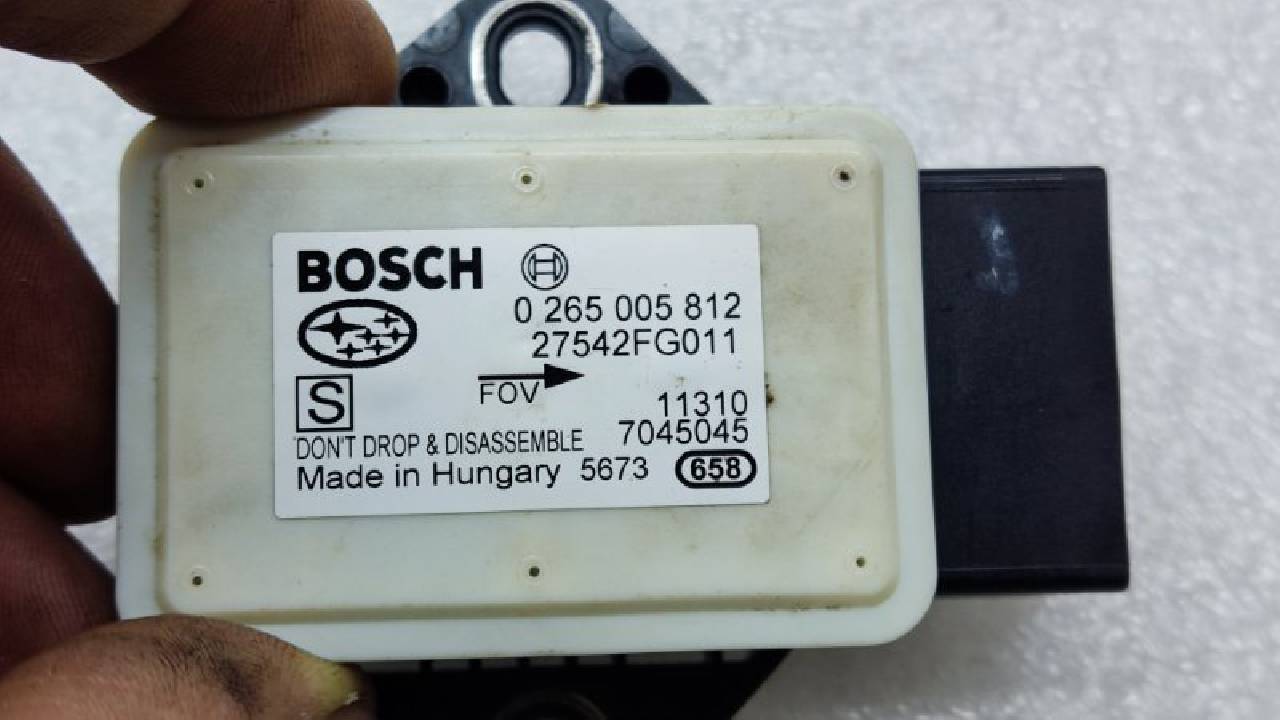 BOSCH
0 265 005 812
27542FG011
FOV
S
11310
DON'T DROP & DISASSEMBLE 7045045
Made in Hungary 5673 658